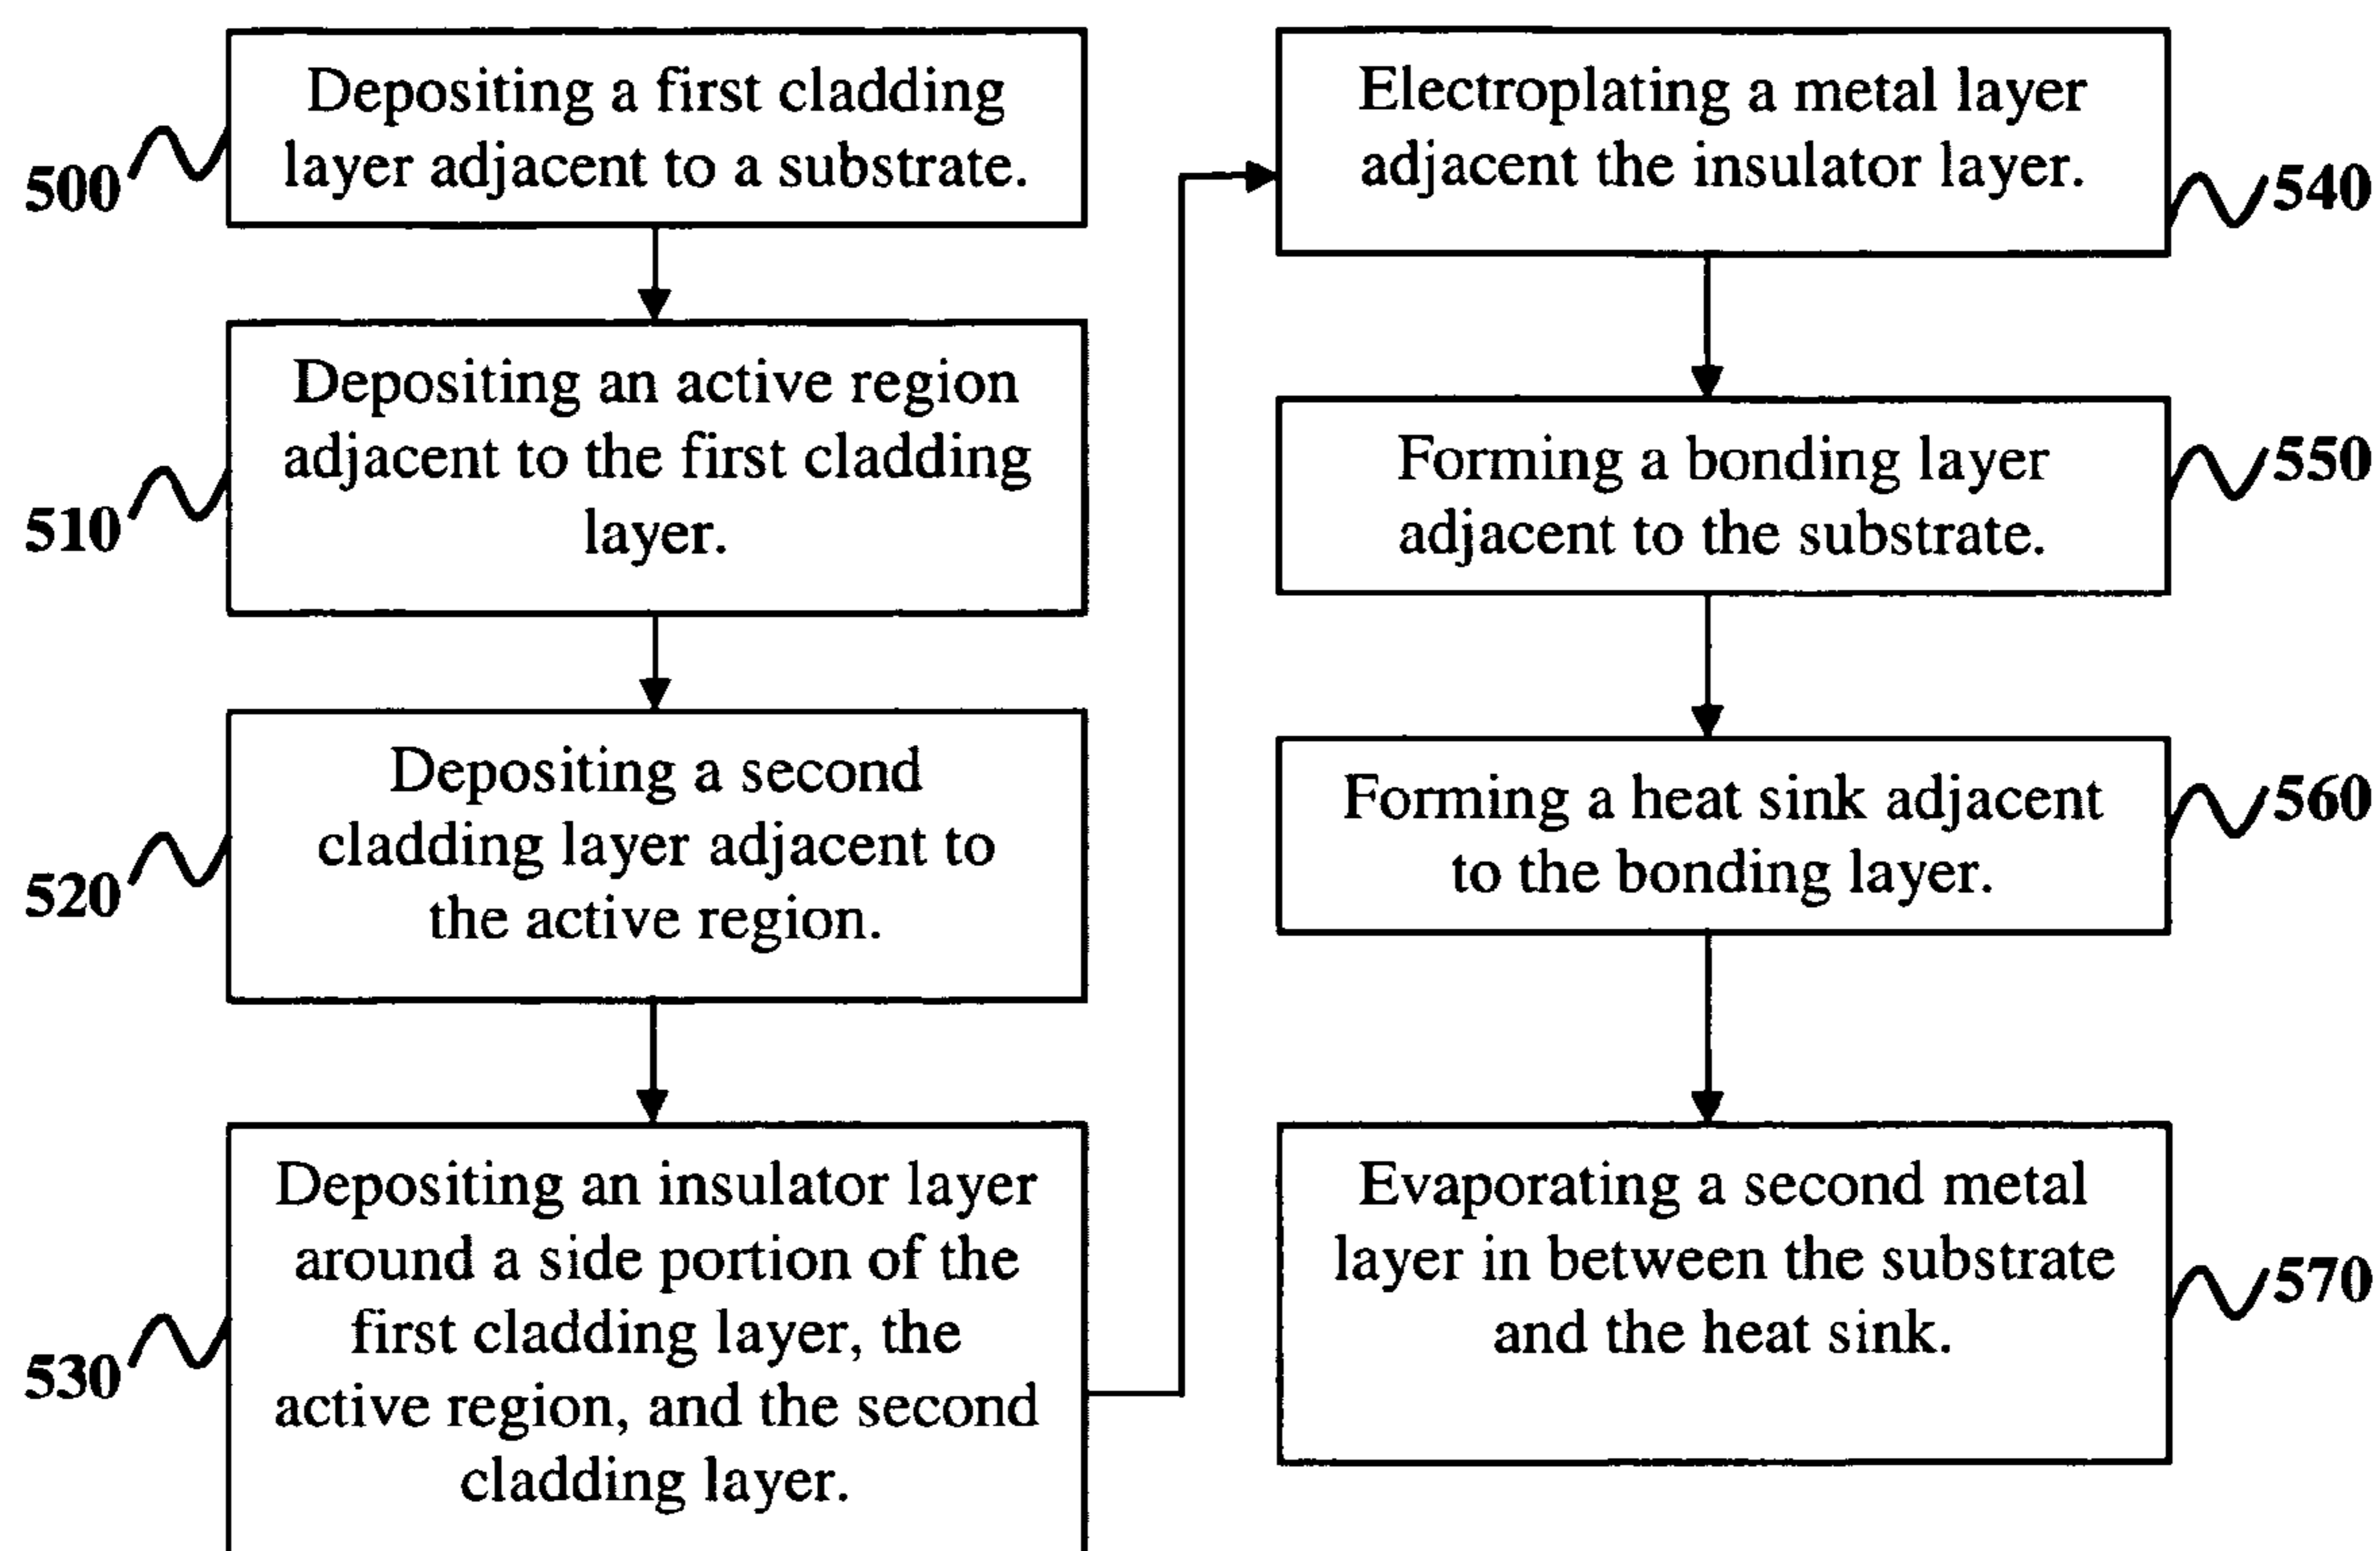 500
Depositing a first cladding
layer adjacent to a substrate.
510
Depositing an active region
adjacent to the first cladding
layer.
520
Depositing a second
cladding layer adjacent to
the active region.
530
Depositing an insulator layer
around a side portion of the
first cladding layer, the
active region, and the second
cladding layer.
Electroplating a metal layer
adjacent the insulator layer.
540
Forming a bonding layer
adjacent to the substrate.
550
Forming a heat sink adjacent
to the bonding layer.
560
Evaporating a second metal
layer in between the substrate
and the heat sink.
570